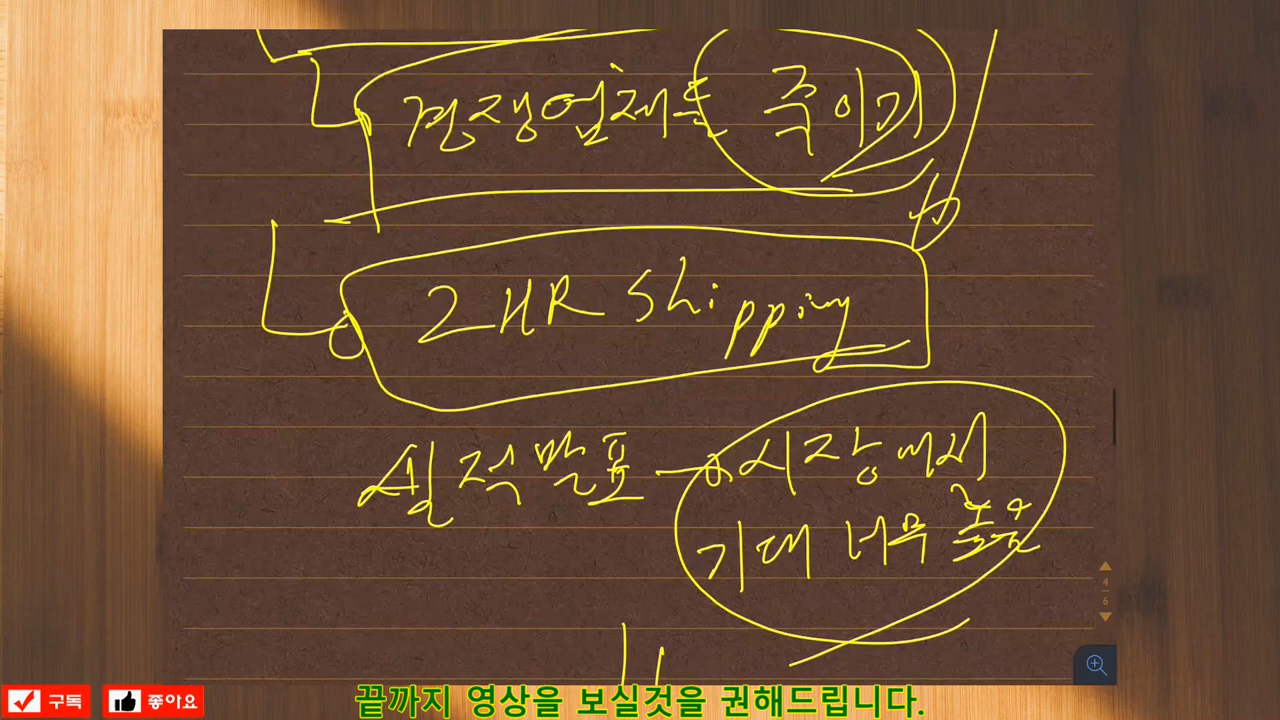 경쟁업체를 죽이기
2HR Shipping
실적발표 → 시장에서
기대 너무 높음
4
6
구독
좋아요
끝까지 영상을 보실것을 권해드립니다.